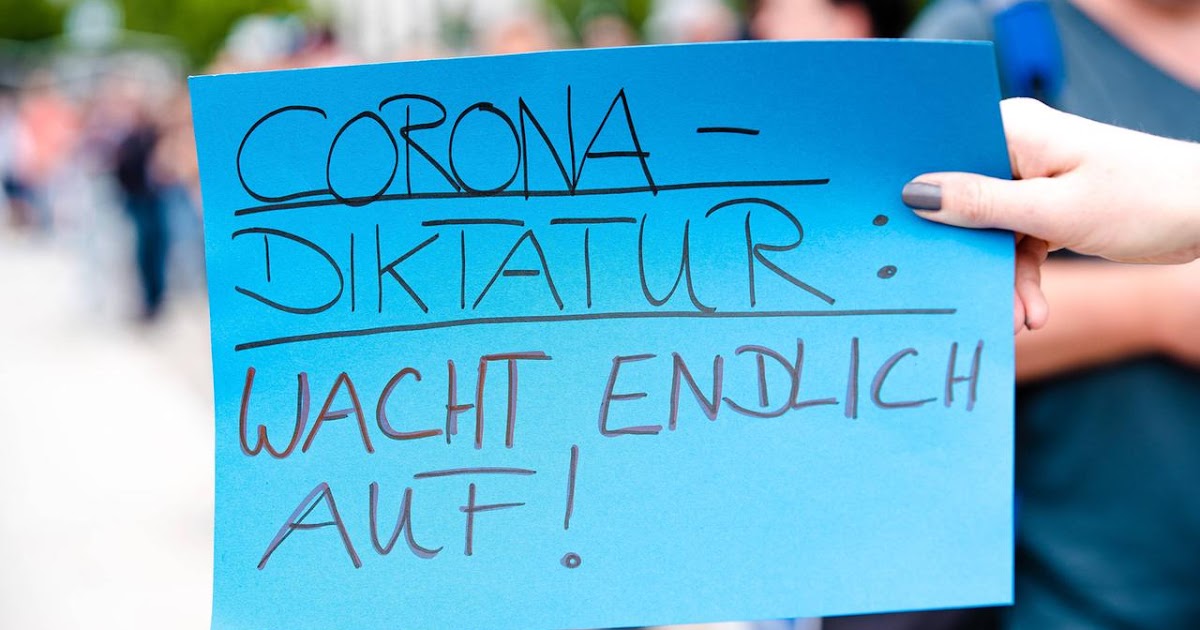 CORONA -
DIKTATUR:
WACHT ENDLICH
AUF!